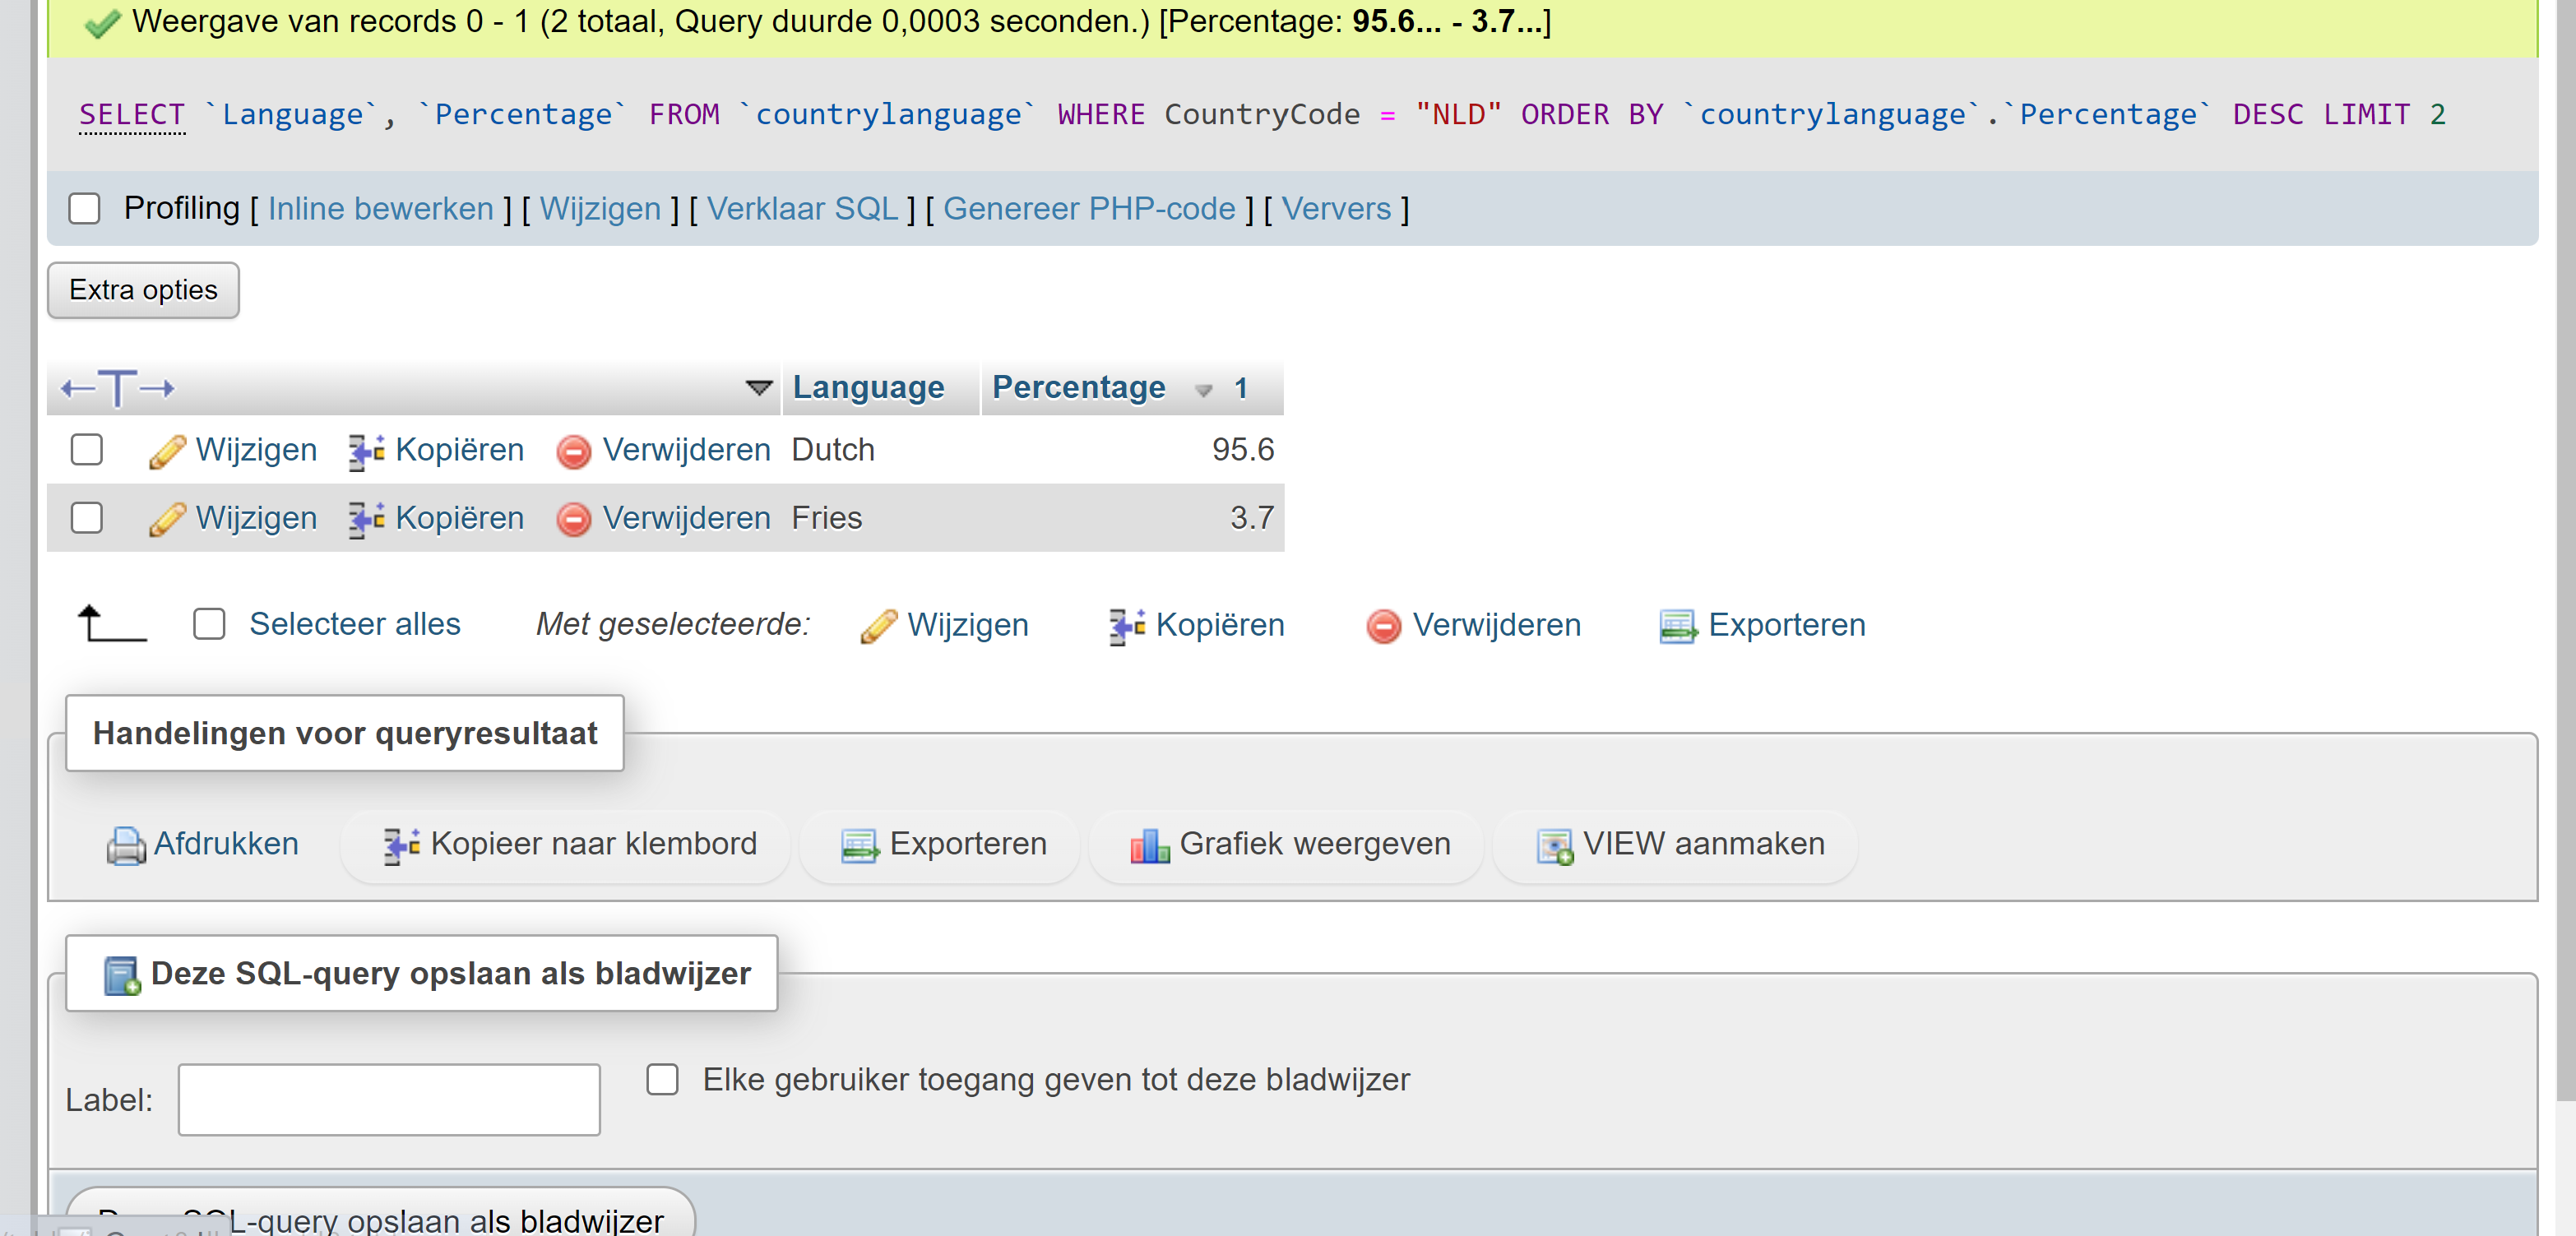 Weergave van records 0 - 1 (2 totaal, Query duurde 0,0003 seconden.) [Percentage: 95.6... - 3.7...]
SELECT `Language`, `Percentage` FROM `countrylanguage` WHERE CountryCode = "NLD" ORDER BY `countrylanguage`.`Percentage` DESC LIMIT 2
Profiling [ Inline bewerken ] [ Wijzigen ] [ Verklaar SQL ] [ Genereer PHP-code ] [ Ververs ]
Extra opties
←T→ Language Percentage 1
Wijzigen Kopiëren Verwijderen Dutch 95.6
Wijzigen Kopiëren Verwijderen Fries 3.7
Selecteer alles Met geselecteerde: Wijzigen Kopiëren Verwijderen Exporteren
Handelingen voor queryresultaat
Afdrukken Kopieer naar klembord Exporteren Grafiek weergeven VIEW aanmaken
Deze SQL-query opslaan als bladwijzer
Label: Elke gebruiker toegang geven tot deze bladwijzer
SQL-query opslaan als bladwijzer